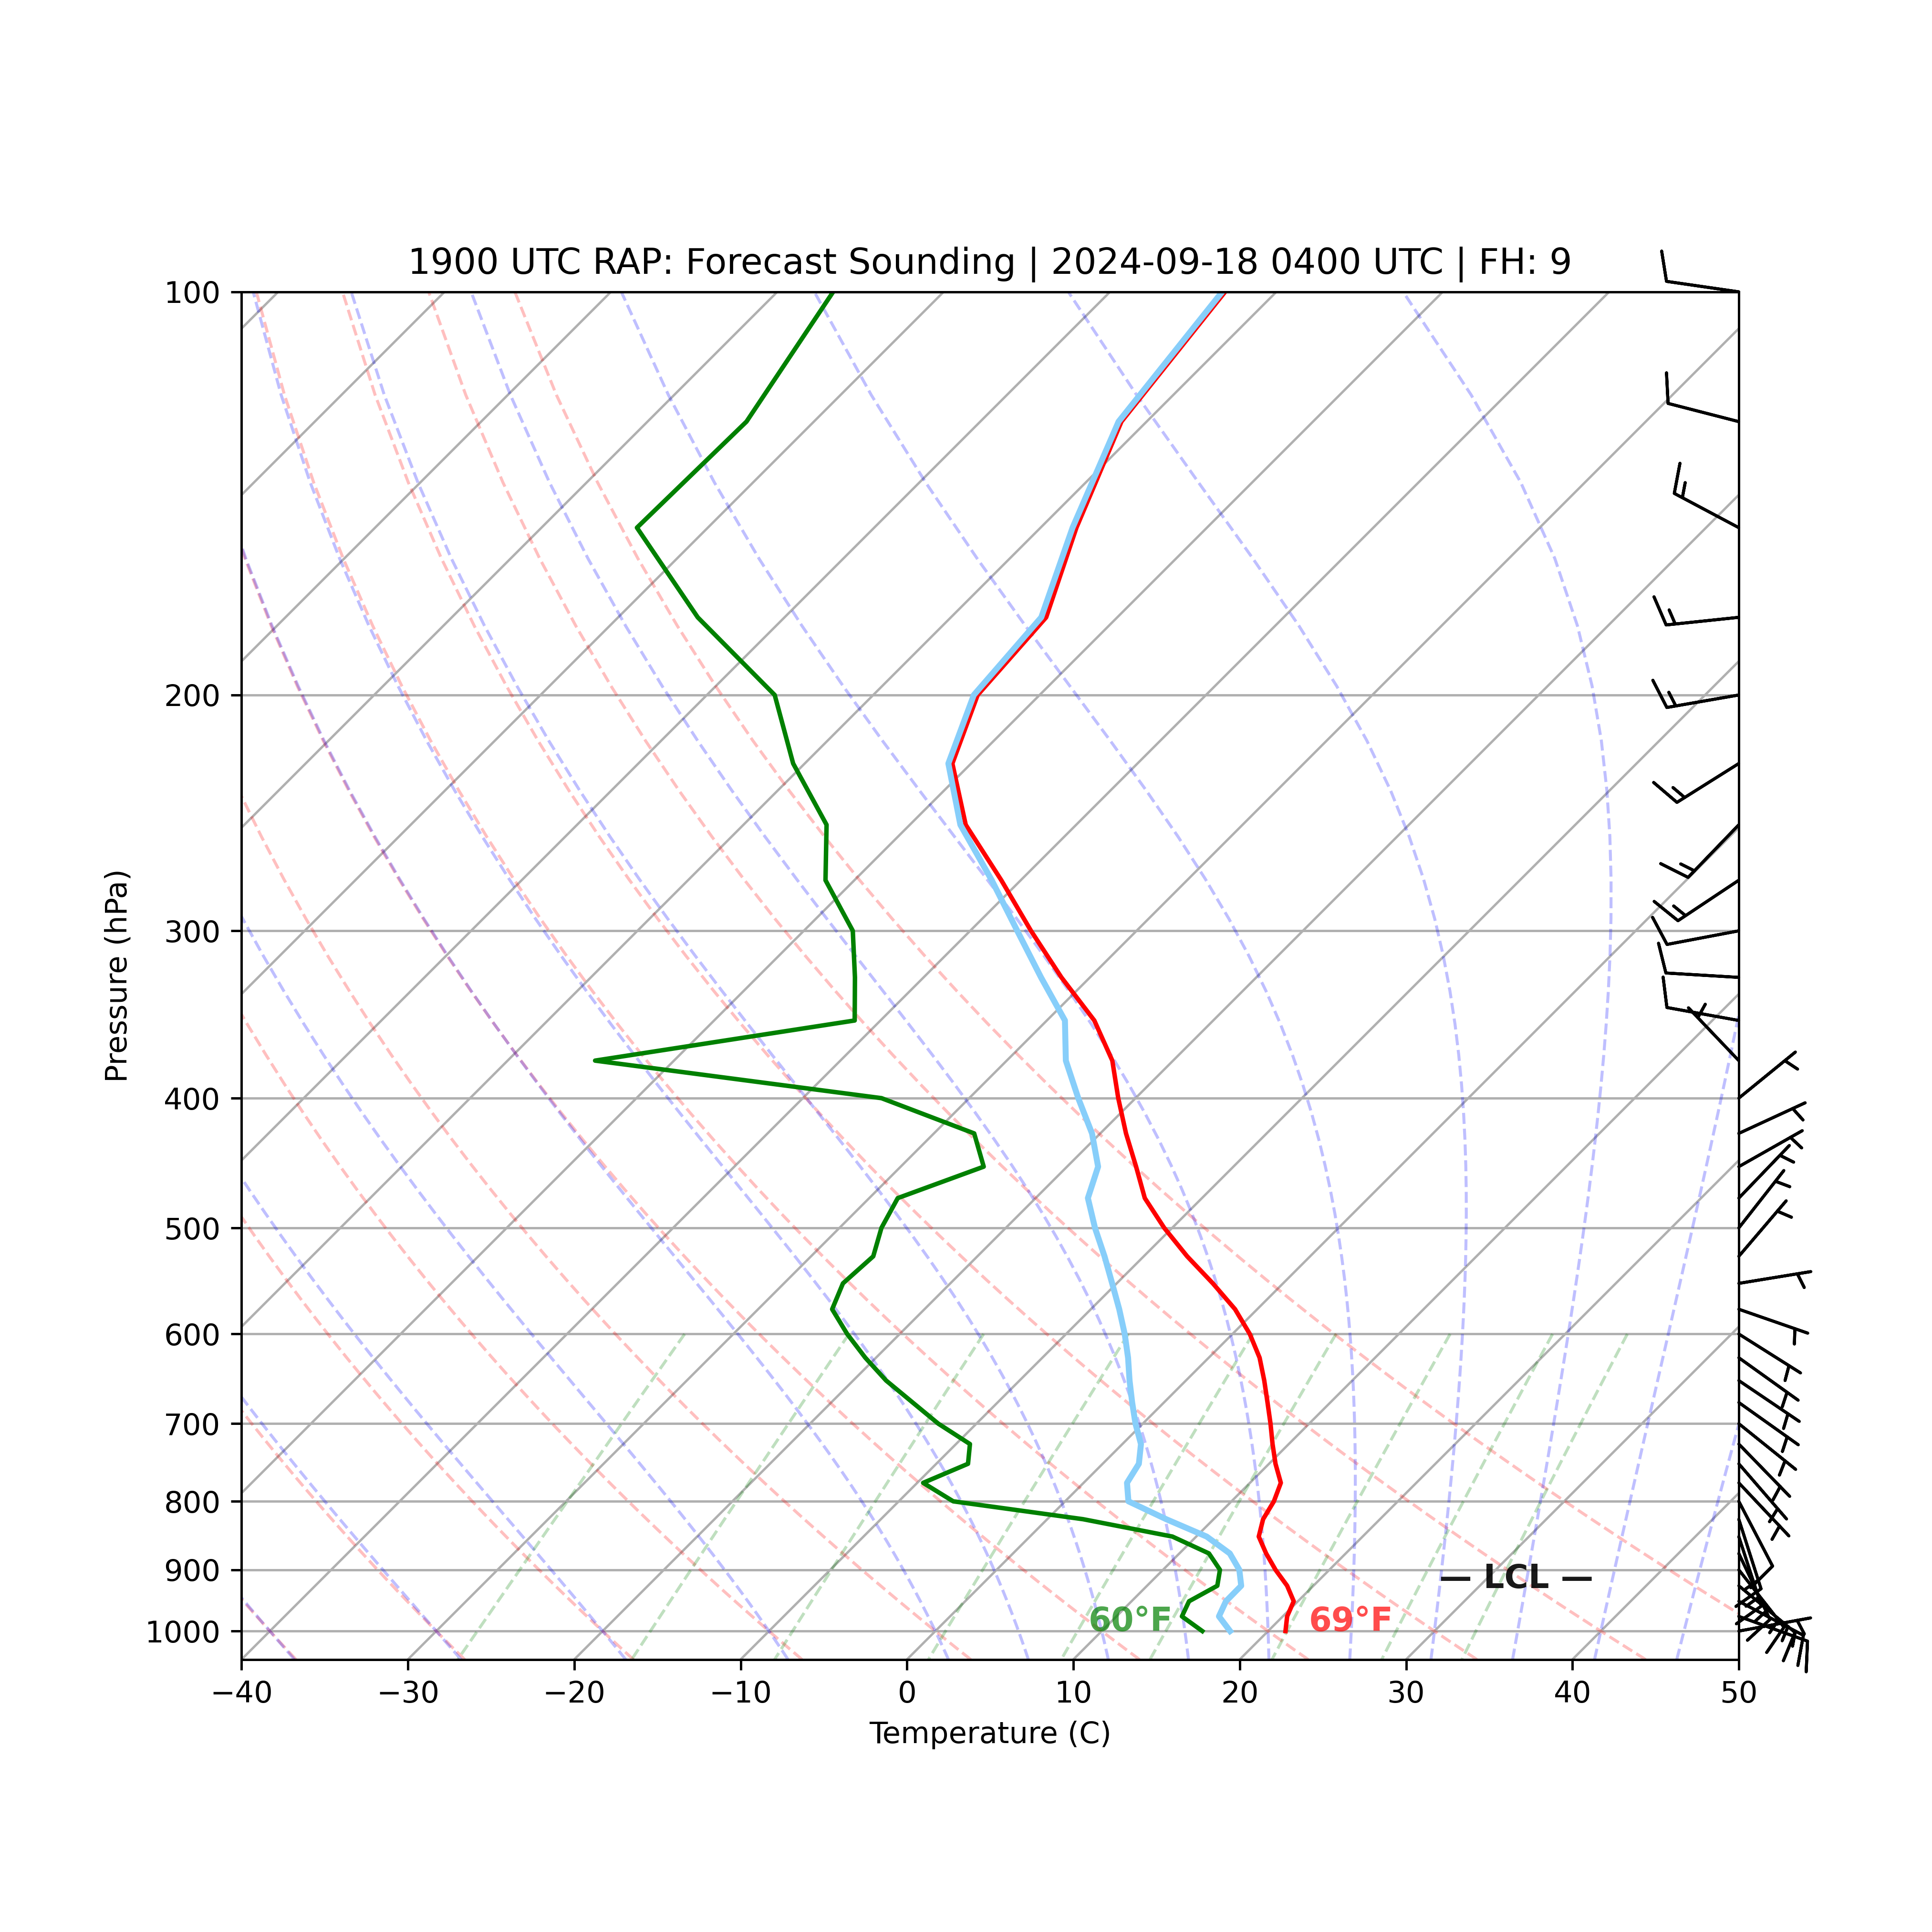 1900 UTC RAP: Forecast Sounding | 2024-09-18 0400 UTC | FH: 9
100
200
300
400
500
600
700
800
900
1000
Pressure (hPa)
— LCL —
60°F
69°F
−40 −30 −20 −10 0 10 20 30 40 50
Temperature (C)